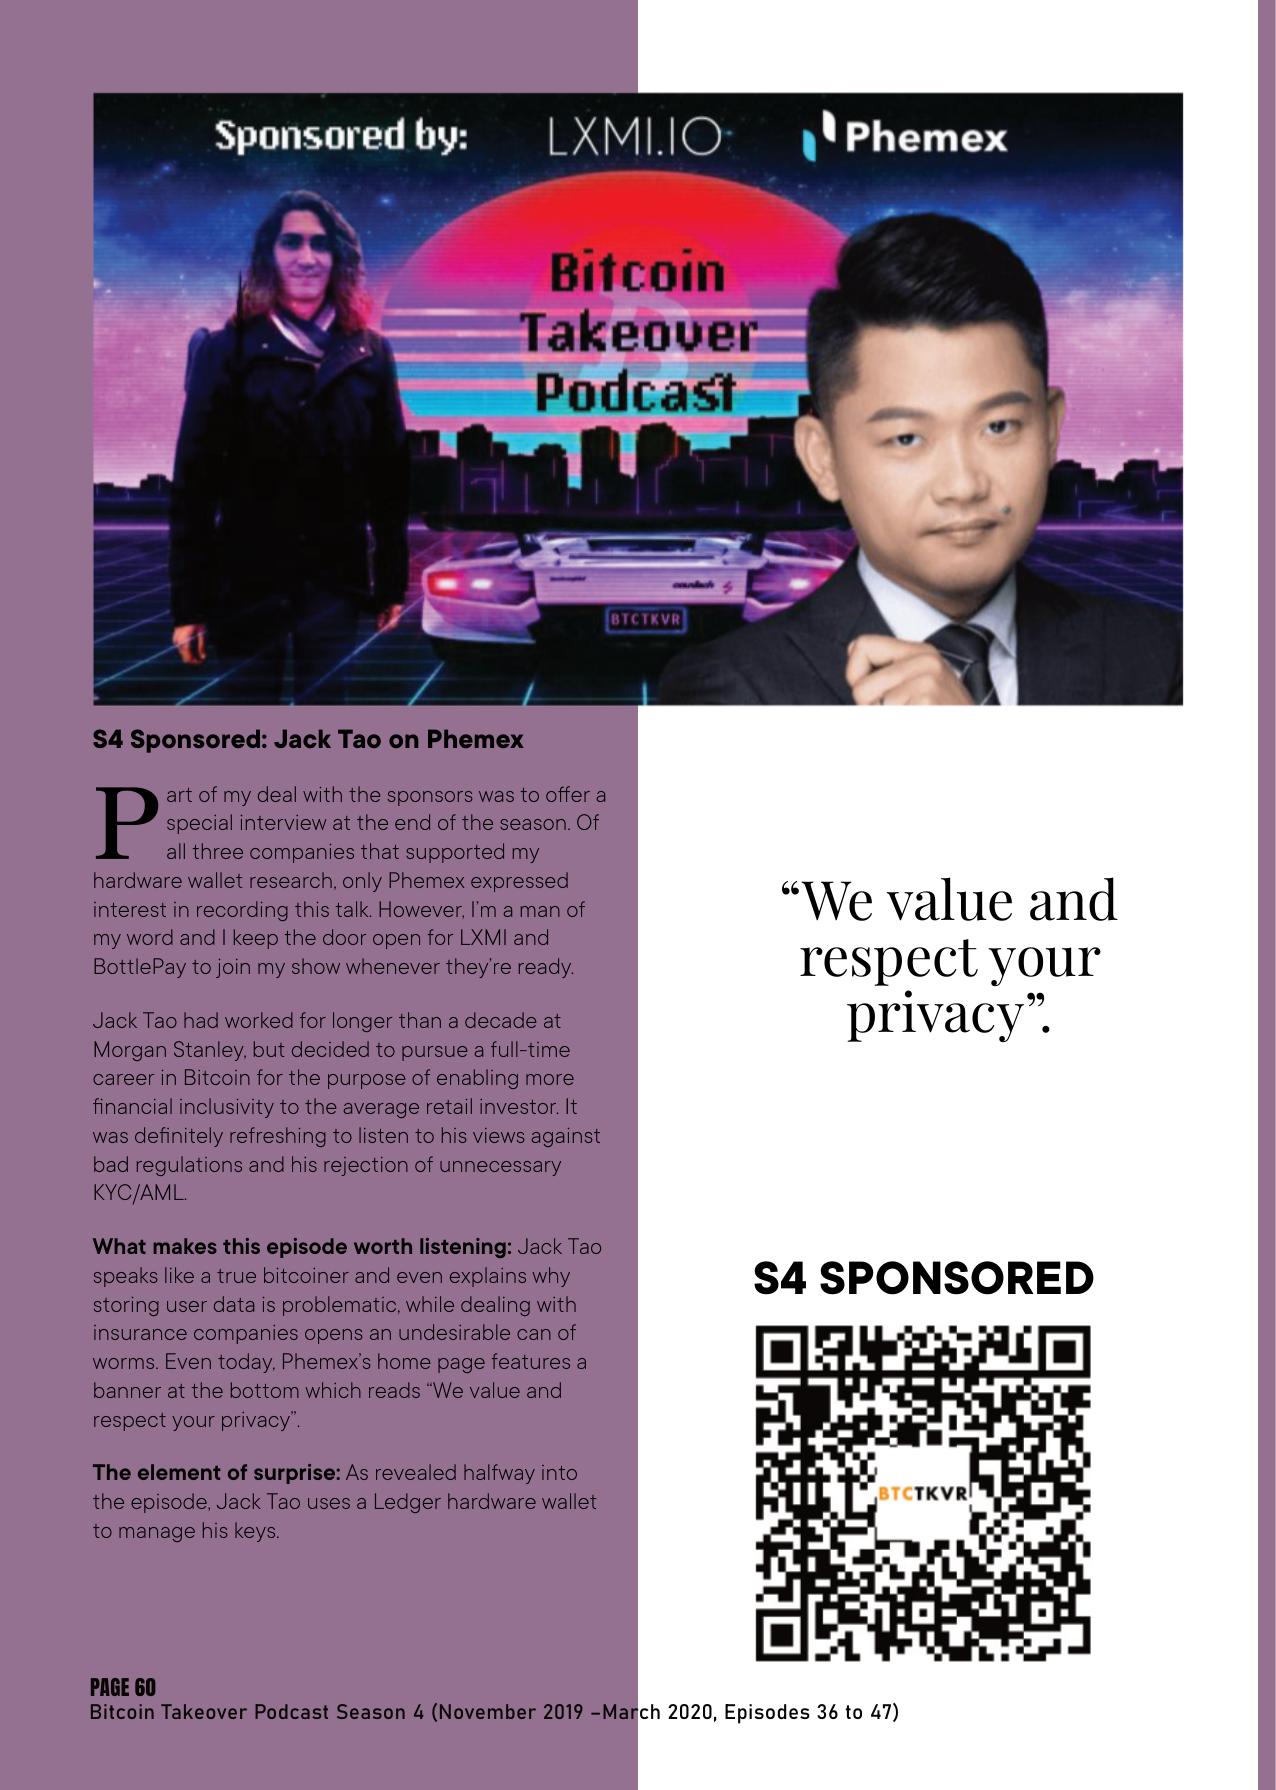 Sponsored by: LXMI.IO Phemex
Bitcoin
Takeover
Podcast
countach
BTCTKVR
S4 Sponsored: Jack Tao on Phemex
Part of my deal with the sponsors was to offer a
special interview at the end of the season. Of
all three companies that supported my
hardware wallet research, only Phemex expressed
interest in recording this talk. However, I’m a man of
my word and I keep the door open for LXMI and
BottlePay to join my show whenever they’re ready.
Jack Tao had worked for longer than a decade at
Morgan Stanley, but decided to pursue a full-time
career in Bitcoin for the purpose of enabling more
financial inclusivity to the average retail investor. It
was definitely refreshing to listen to his views against
bad regulations and his rejection of unnecessary
KYC/AML.
What makes this episode worth listening: Jack Tao
speaks like a true bitcoiner and even explains why
storing user data is problematic, while dealing with
insurance companies opens an undesirable can of
worms. Even today, Phemex’s home page features a
banner at the bottom which reads “We value and
respect your privacy”.
The element of surprise: As revealed halfway into
the episode, Jack Tao uses a Ledger hardware wallet
to manage his keys.
“We value and
respect your
privacy”.
S4 SPONSORED
BTCTKVR
PAGE 60
Bitcoin Takeover Podcast Season 4 (November 2019 –March 2020, Episodes 36 to 47)